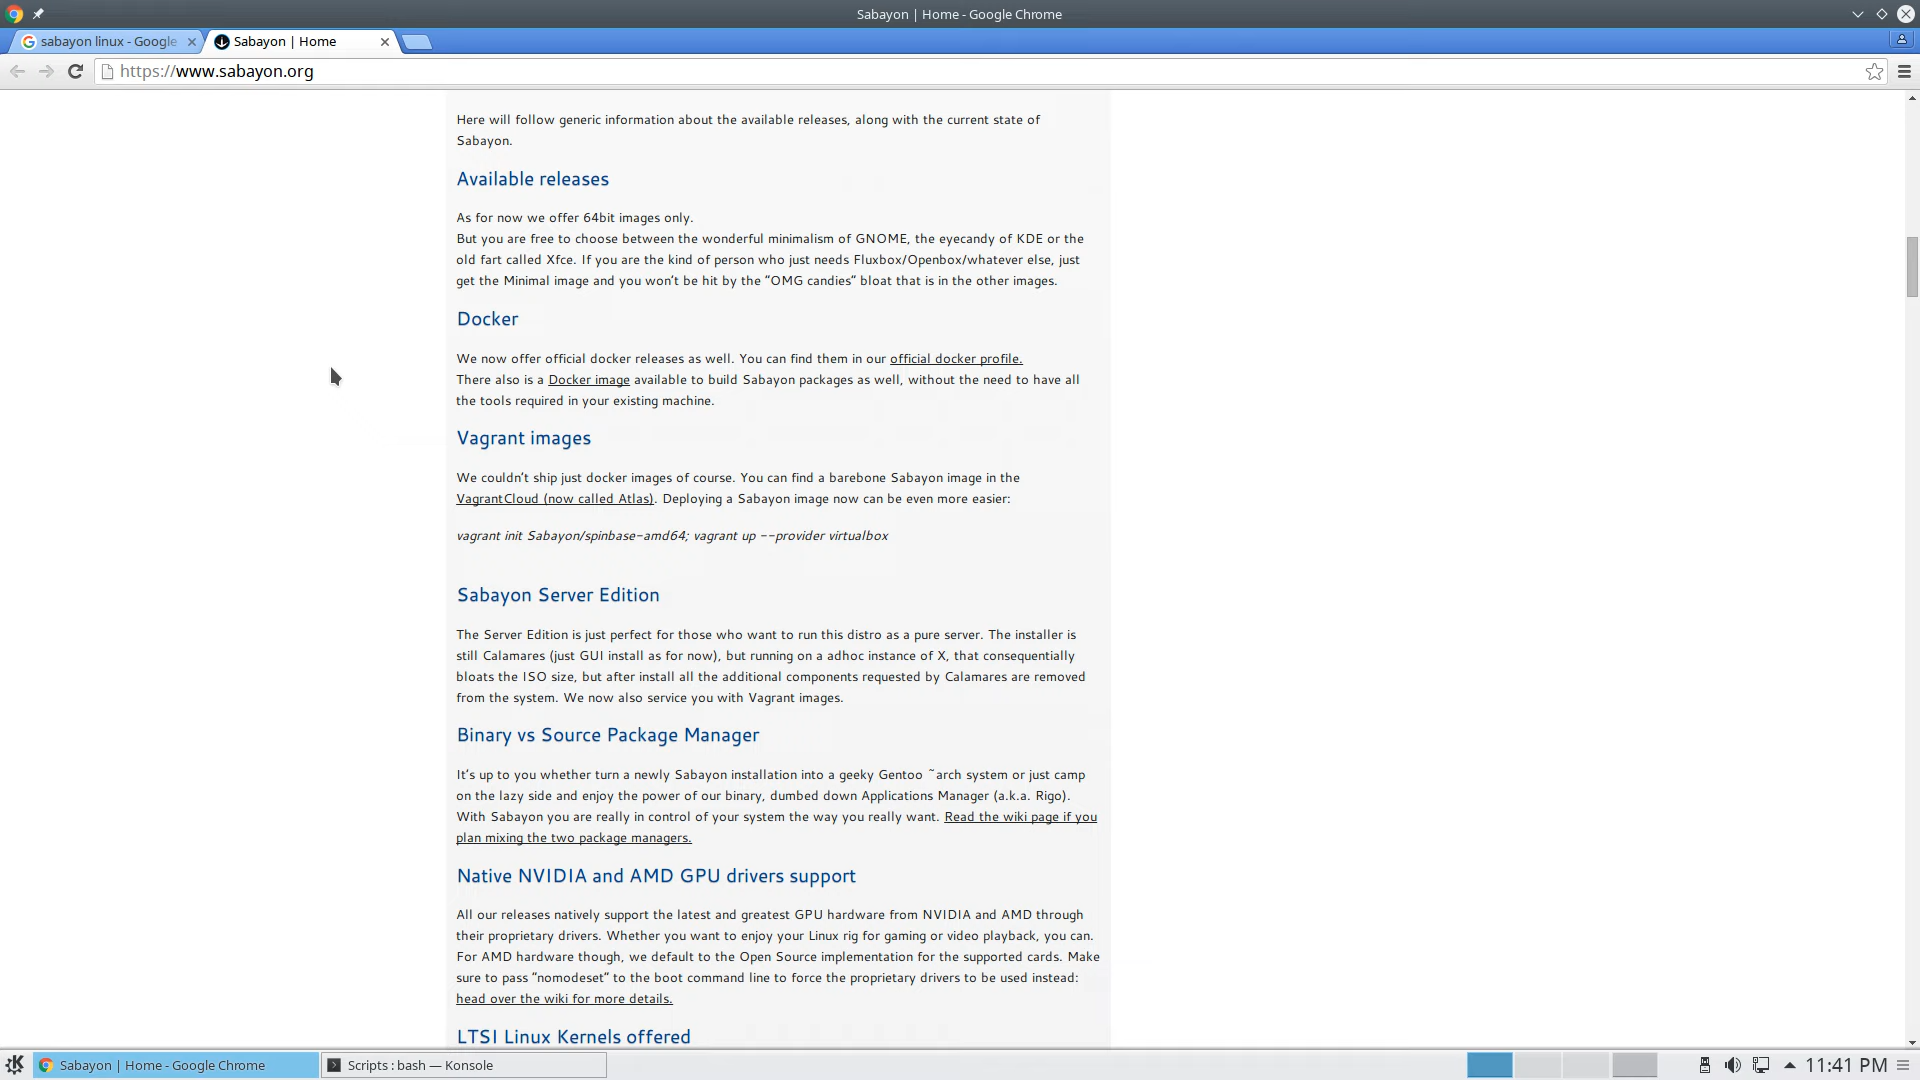 Sabayon | Home - Google Chrome
sabayon linux - Google
Sabayon | Home
https://www.sabayon.org
Here will follow generic information about the available releases, along with the current state of
Sabayon.
Available releases
As for now we offer 64bit images only.
But you are free to choose between the wonderful minimalism of GNOME, the eyecandy of KDE or the
old fart called Xfce. If you are the kind of person who just needs Fluxbox/Openbox/whatever else, just
get the Minimal image and you won't be hit by the "OMG candies" bloat that is in the other images.
Docker
We now offer official docker releases as well. You can find them in our official docker profile.
There also is a Docker image available to build Sabayon packages as well, without the need to have all
the tools required in your existing machine.
Vagrant images
We couldn't ship just docker images of course. You can find a barebone Sabayon image in the
VagrantCloud (now called Atlas). Deploying a Sabayon image now can be even more easier:
vagrant init Sabayon/spinbase-amd64; vagrant up --provider virtualbox
Sabayon Server Edition
The Server Edition is just perfect for those who want to run this distro as a pure server. The installer is
still Calamares (just GUI install as for now), but running on a adhoc instance of X, that consequentially
bloats the ISO size, but after install all the additional components requested by Calamares are removed
from the system. We now also service you with Vagrant images.
Binary vs Source Package Manager
It's up to you whether turn a newly Sabayon installation into a geeky Gentoo ~arch system or just camp
on the lazy side and enjoy the power of our binary, dumbed down Applications Manager (a.k.a. Rigo).
With Sabayon you are really in control of your system the way you really want. Read the wiki page if you
plan mixing the two package managers.
Native NVIDIA and AMD GPU drivers support
All our releases natively support the latest and greatest GPU hardware from NVIDIA and AMD through
their proprietary drivers. Whether you want to enjoy your Linux rig for gaming or video playback, you can.
For AMD hardware though, we default to the Open Source implementation for the supported cards. Make
sure to pass "nomodeset" to the boot command line to force the proprietary drivers to be used instead:
head over the wiki for more details.
LTSI Linux Kernels offered
Sabayon | Home - Google Chrome
Scripts : bash — Konsole
11:41 PM